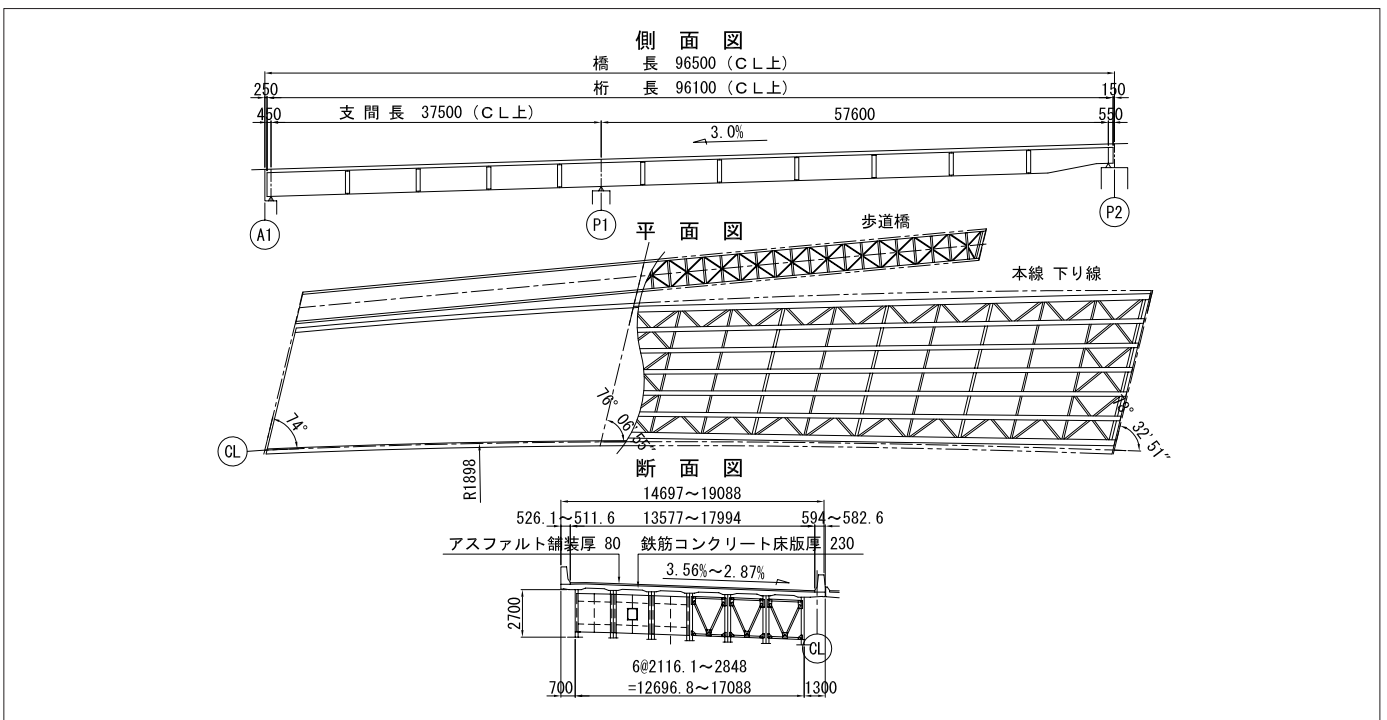 側面図
橋長 96500 (CL上)
250 桁長 96100 (CL上) 150
450 支間長 37500 (CL上) 57600 550
3.0%
A1
P1
P2
平面図
歩道橋
本線 下り線
74°
76° 06′55″
78° 32′51″
CL
R1898
断面図
14697～19088
526.1～511.6 13577～17994 594～582.6
アスファルト舗装厚 80 鉄筋コンクリート床版厚 230
3.56%～2.87%
2700
CL
6@2116.1～2848
700 =12696.8～17088 1300